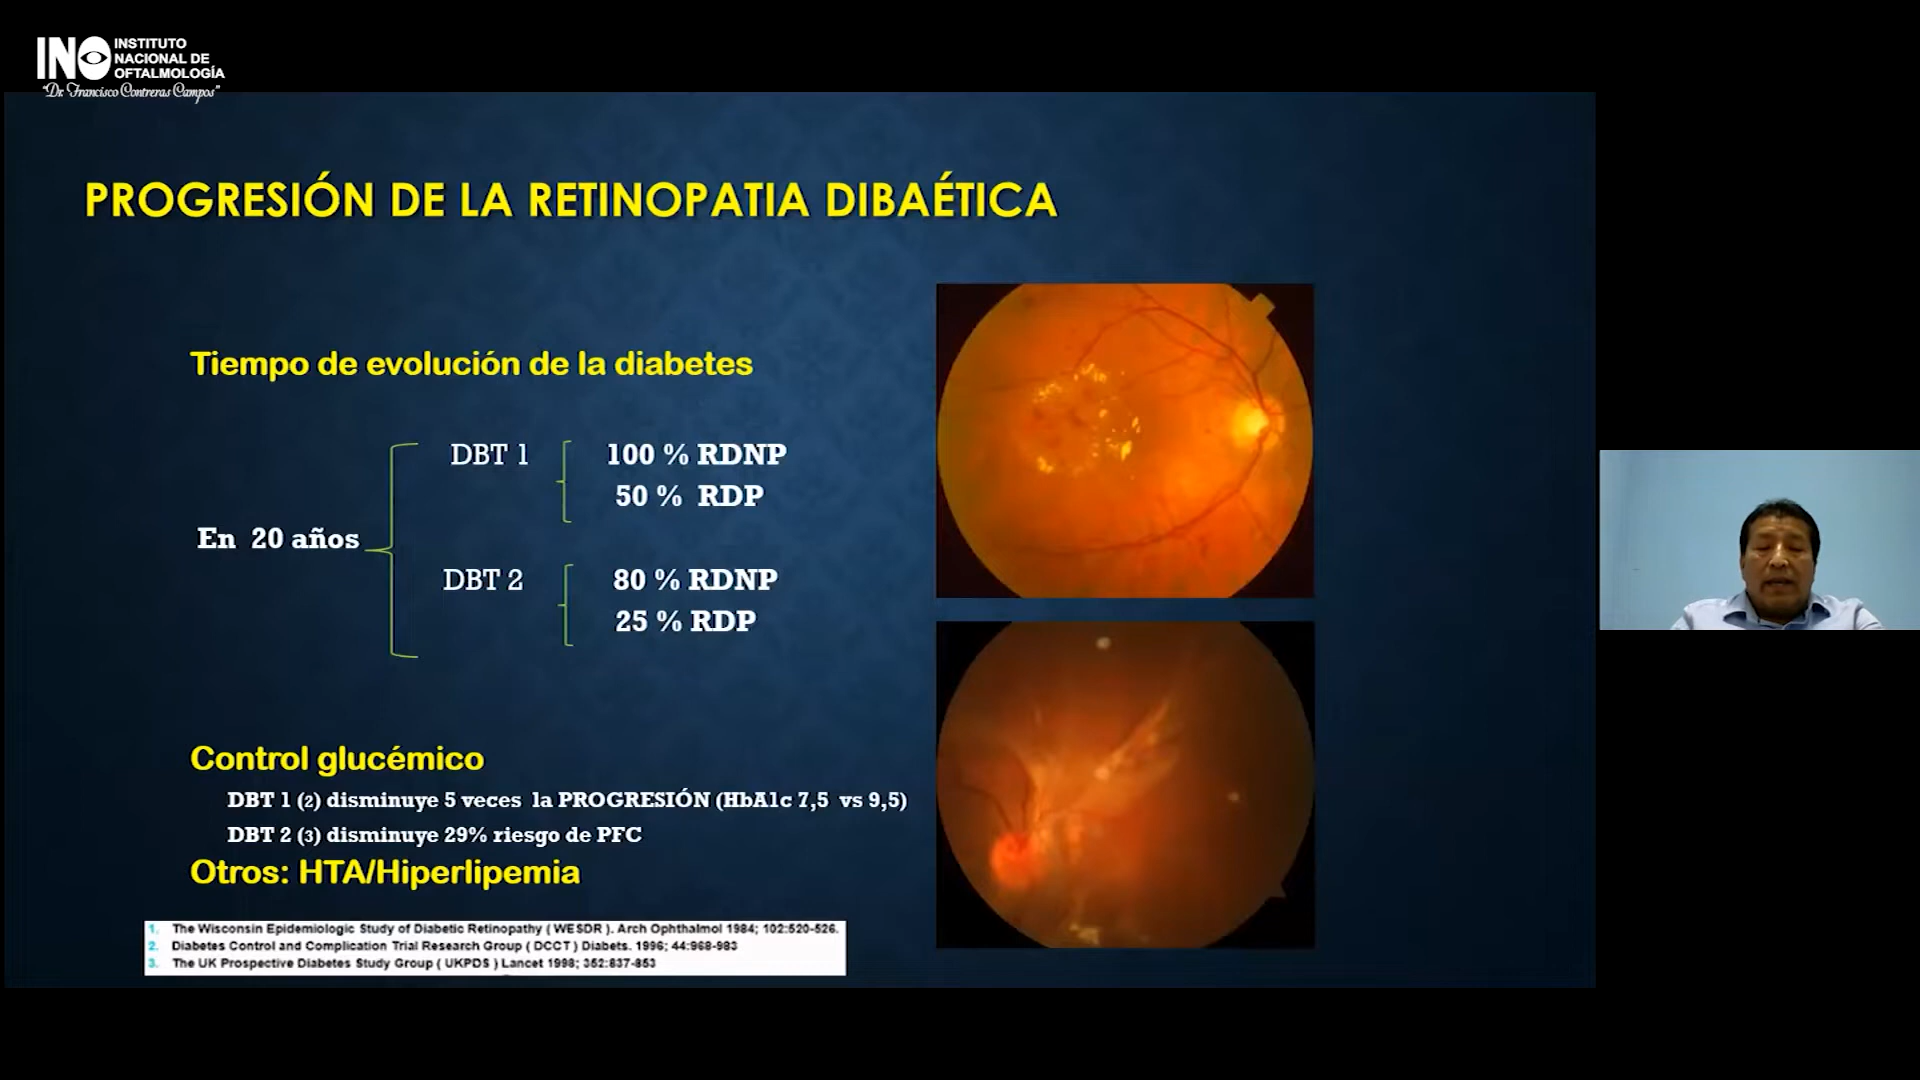 INO INSTITUTO
NACIONAL DE
OFTALMOLOGÍA
"Dr. Francisco Contreras Campos"
PROGRESIÓN DE LA RETINOPATIA DIBAÉTICA
Tiempo de evolución de la diabetes
En 20 años
DBT 1
100 % RDNP
50 % RDP
DBT 2
80 % RDNP
25 % RDP
Control glucémico
DBT 1 (2) disminuye 5 veces la PROGRESIÓN (HbA1c 7,5 vs 9,5)
DBT 2 (3) disminuye 29% riesgo de PFC
Otros: HTA/Hiperlipemia
1. The Wisconsin Epidemiologic Study of Diabetic Retinopathy ( WESDR ). Arch Ophthalmol 1984; 102:520-526.
2. Diabetes Control and Complication Trial Research Group ( DCCT ) Diabets. 1996; 44:968-983
3. The UK Prospective Diabetes Study Group ( UKPDS ) Lancet 1998; 352:837-853